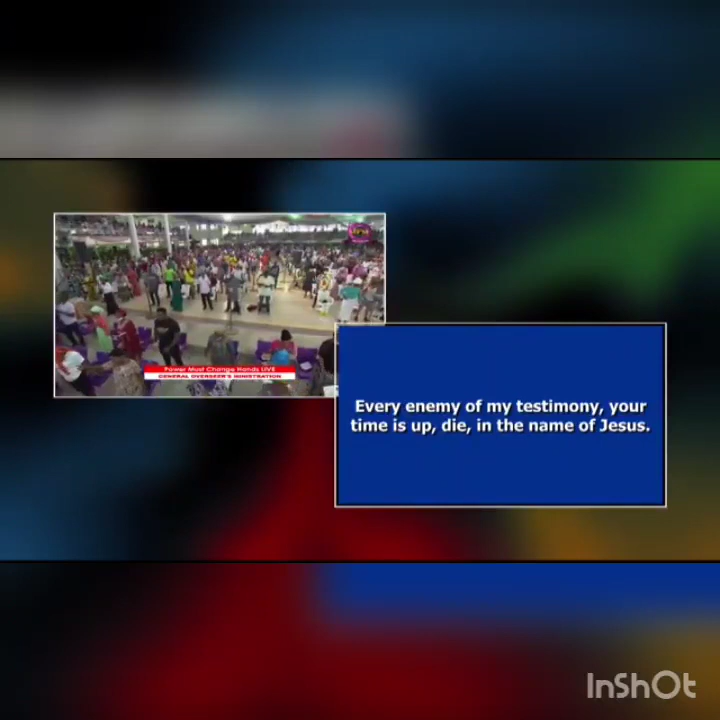 MFM
Power Must Change Hands LIVE
GENERAL OVERSEER'S MINISTRATION
Every enemy of my testimony, your
time is up, die, in the name of Jesus.
InShOt